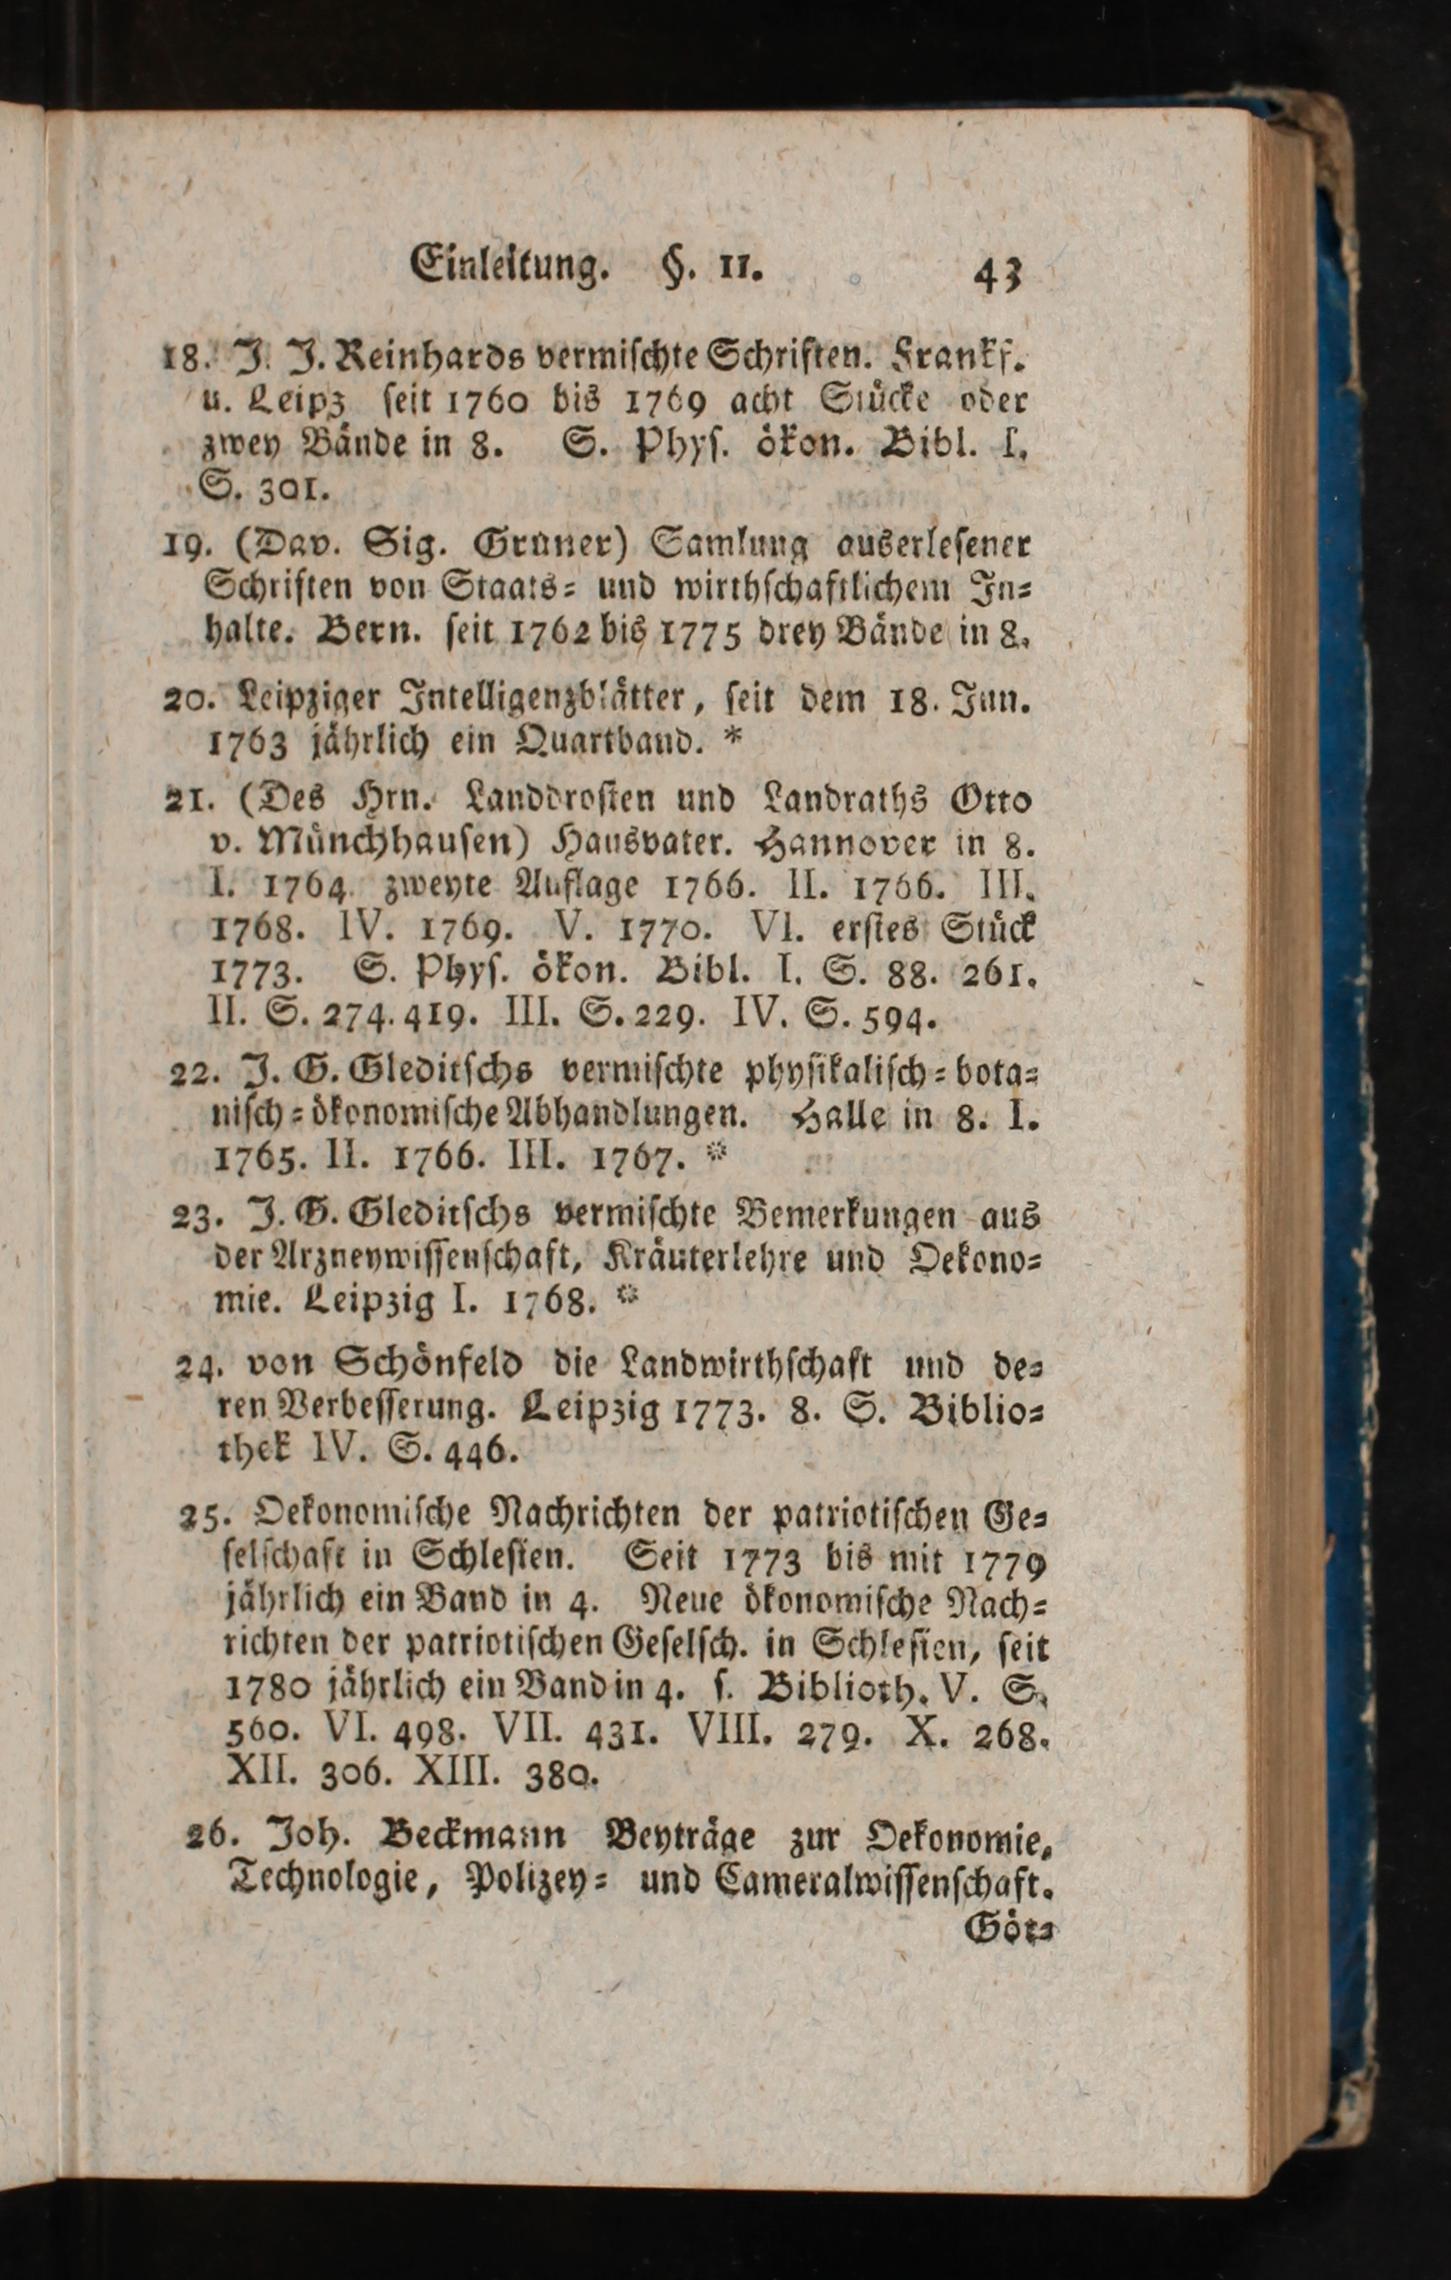 Einleitung. §. 11. 43
18. J. J. Reinhards vermiſchte Schriften. Frankf.
u. Leipz ſeit 1760 bis 1769 acht Stücke oder
zwey Bände in 8. S. Phyſ. ökon. Bibl. I.
S. 301.
19. (Dav. Sig. Gruner) Samlung auserleſener
Schriften von Staats= und wirthſchaftlichem In=
halte. Bern. ſeit 1762 bis 1775 drey Bände in 8.
20. Leipziger Intelligenzblätter, ſeit dem 18. Jun.
1763 jährlich ein Quartband. *
21. (Des Hrn. Landdroſten und Landraths Otto
v. Münchhauſen) Hausvater. Hannover in 8.
I. 1764. zweyte Auflage 1766. II. 1766. III.
1768. IV. 1769. V. 1770. VI. erſtes Stück
1773. S. Phyſ. ökon. Bibl. I. S. 88. 261.
II. S. 274. 419. III. S. 229. IV. S. 594.
22. J. G. Gleditſchs vermiſchte phyſikaliſch=bota=
niſch=ökonomiſche Abhandlungen. Halle in 8. I.
1765. II. 1766. III. 1767. *
23. J. G. Gleditſchs vermiſchte Bemerkungen aus
der Arzneywiſſenſchaft, Kräuterlehre und Oekono=
mie. Leipzig I. 1768. *
24. von Schönfeld die Landwirthſchaft und de=
ren Verbeſſerung. Leipzig 1773. 8. S. Biblio=
thek IV. S. 446.
25. Oekonomiſche Nachrichten der patriotiſchen Ge=
ſelſchaft in Schleſien. Seit 1773 bis mit 1779
jährlich ein Band in 4. Neue ökonomiſche Nach=
richten der patriotiſchen Geſelſch. in Schleſien, ſeit
1780 jährlich ein Band in 4. ſ. Biblioth. V. S.
560. VI. 498. VII. 431. VIII. 279. X. 268.
XII. 306. XIII. 380.
26. Joh. Beckmann Beyträge zur Oekonomie,
Technologie, Polizey= und Cameralwiſſenſchaft.
Göt=